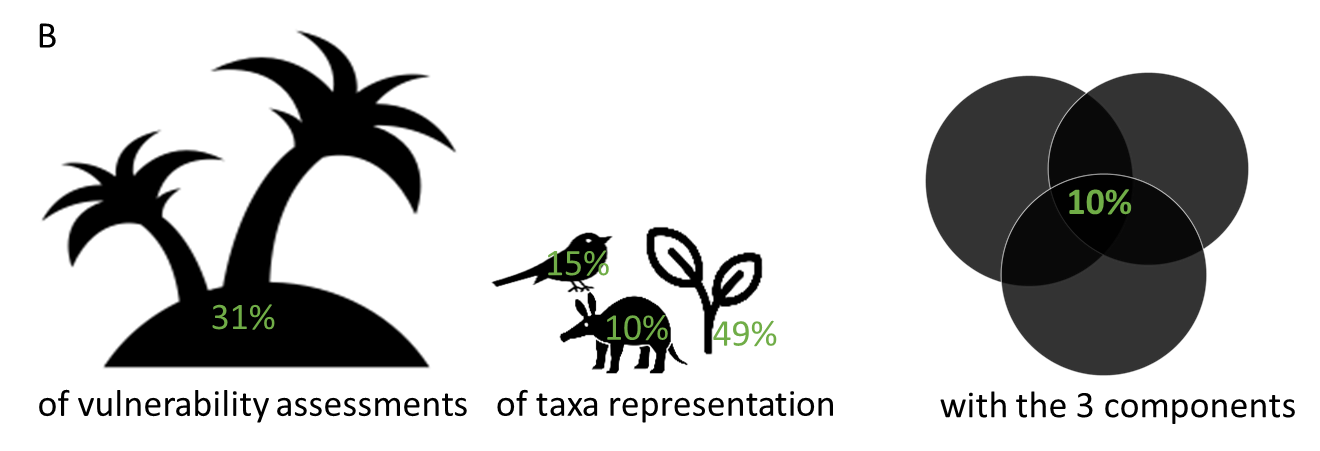 B
31%
of vulnerability assessments
15%
10%
49%
of taxa representation
10%
with the 3 components